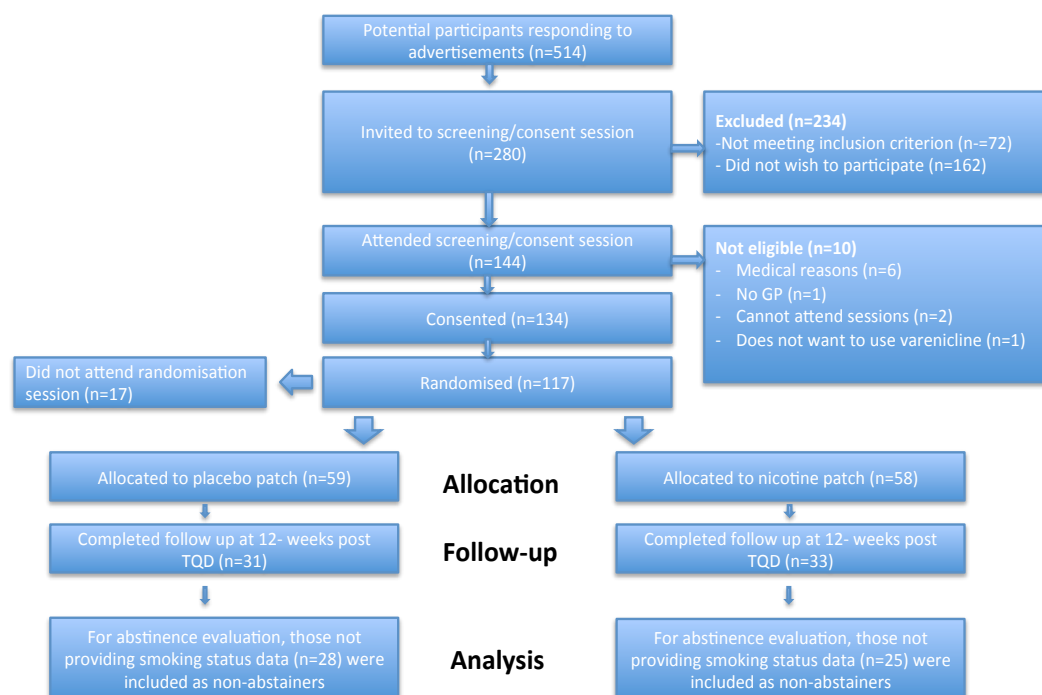 Potential participants responding to
advertisements (n=514)
Invited to screening/consent session
(n=280)
Excluded (n=234)
-Not meeting inclusion criterion (n-=72)
- Did not wish to participate (n=162)
Attended screening/consent session
(n=144)
Not eligible (n=10)
- Medical reasons (n=6)
- No GP (n=1)
- Cannot attend sessions (n=2)
- Does not want to use varenicline (n=1)
Consented (n=134)
Did not attend randomisation
session (n=17)
Randomised (n=117)
Allocated to placebo patch (n=59)
Allocation
Allocated to nicotine patch (n=58)
Completed follow up at 12- weeks post
TQD (n=31)
Follow-up
Completed follow up at 12- weeks post
TQD (n=33)
For abstinence evaluation, those not
providing smoking status data (n=28) were
included as non-abstainers
Analysis
For abstinence evaluation, those not
providing smoking status data (n=25) were
included as non-abstainers